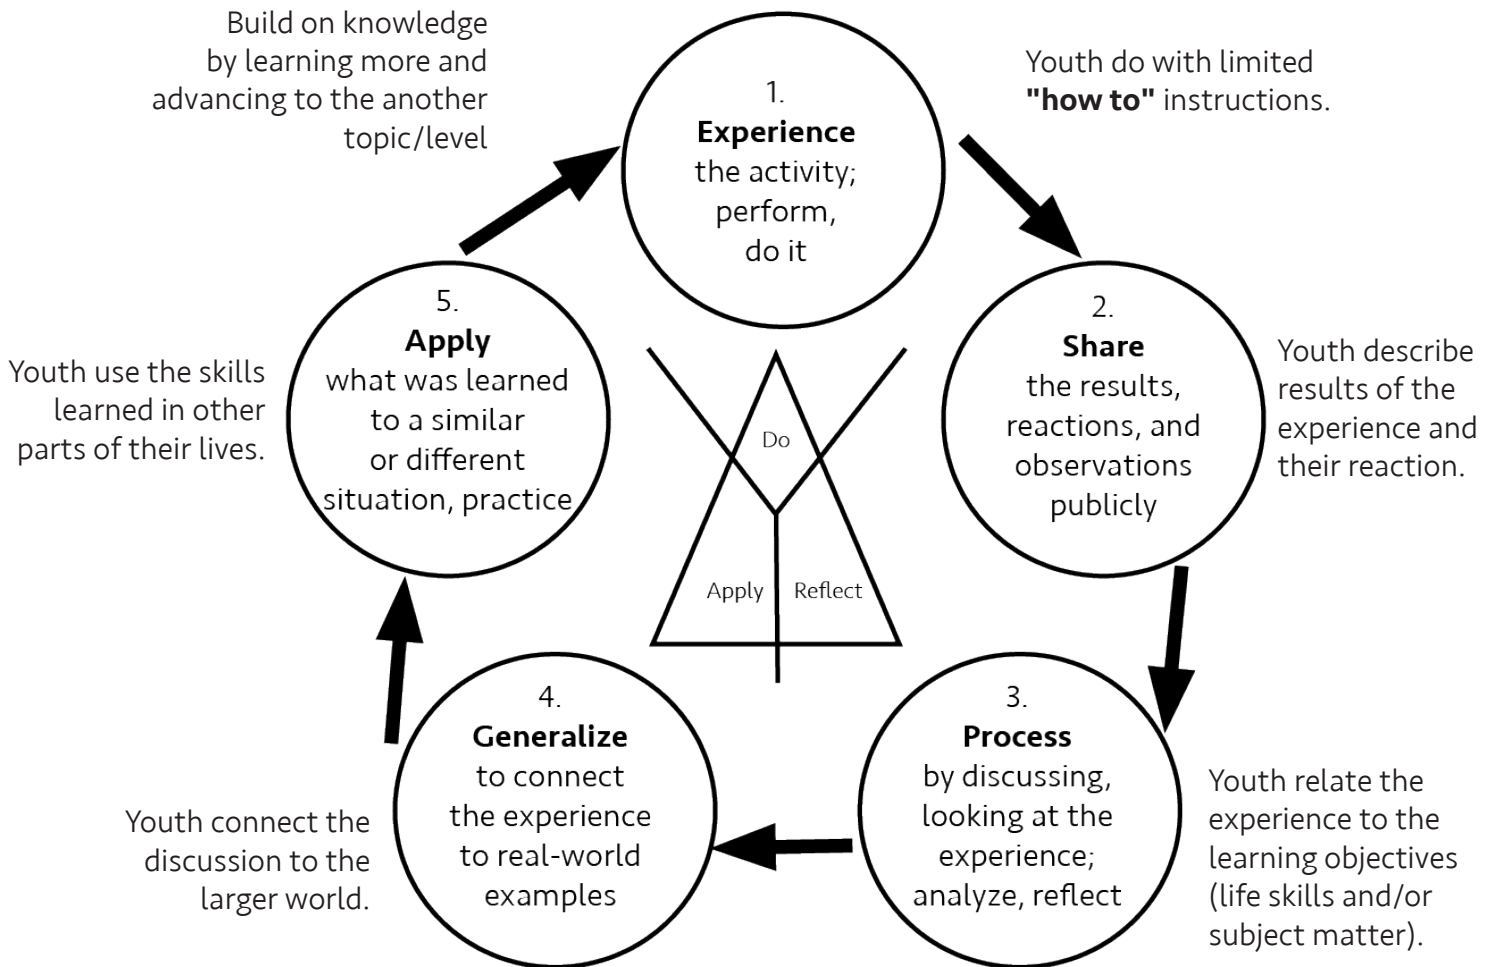 Build on knowledge
by learning more and
advancing to the another
topic/level
1.
Experience
the activity;
perform,
do it
Youth do with limited
"how to" instructions.
2.
Share
the results,
reactions, and
observations
publicly
Youth describe
results of the
experience and
their reaction.
3.
Process
by discussing,
looking at the
experience;
analyze, reflect
Youth relate the
experience to the
learning objectives
(life skills and/or
subject matter).
4.
Generalize
to connect
the experience
to real-world
examples
Youth connect the
discussion to the
larger world.
5.
Apply
what was learned
to a similar
or different
situation, practice
Youth use the skills
learned in other
parts of their lives.
Do
Apply
Reflect